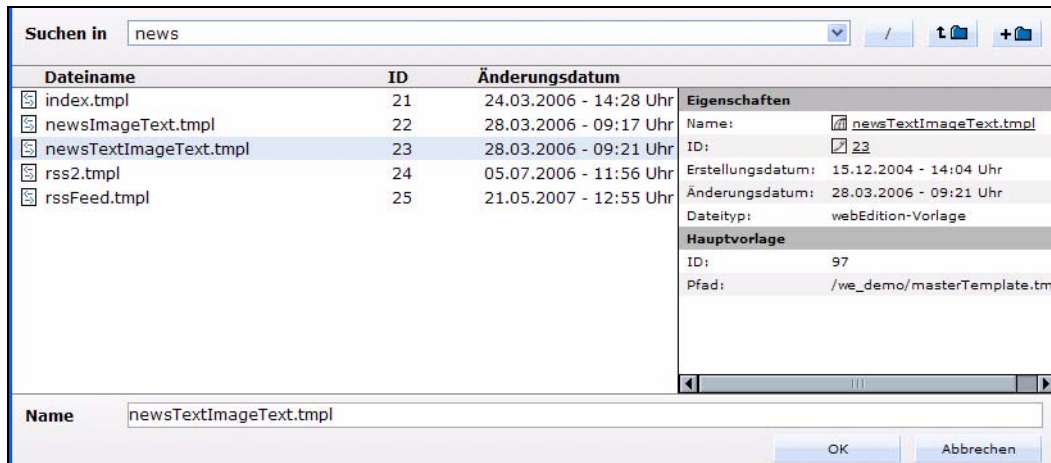 Suchen in news /
Dateiname ID Änderungsdatum
index.tmpl 21 24.03.2006 - 14:28 Uhr
newsImageText.tmpl 22 28.03.2006 - 09:17 Uhr
newsTextImageText.tmpl 23 28.03.2006 - 09:21 Uhr
rss2.tmpl 24 05.07.2006 - 11:56 Uhr
rssFeed.tmpl 25 21.05.2007 - 12:55 Uhr
Eigenschaften
Name: newsTextImageText.tmpl
ID: 23
Erstellungsdatum: 15.12.2004 - 14:04 Uhr
Änderungsdatum: 28.03.2006 - 09:21 Uhr
Dateityp: webEdition-Vorlage
Hauptvorlage
ID: 97
Pfad: /we_demo/masterTemplate.tm
Name newsTextImageText.tmpl
OK Abbrechen